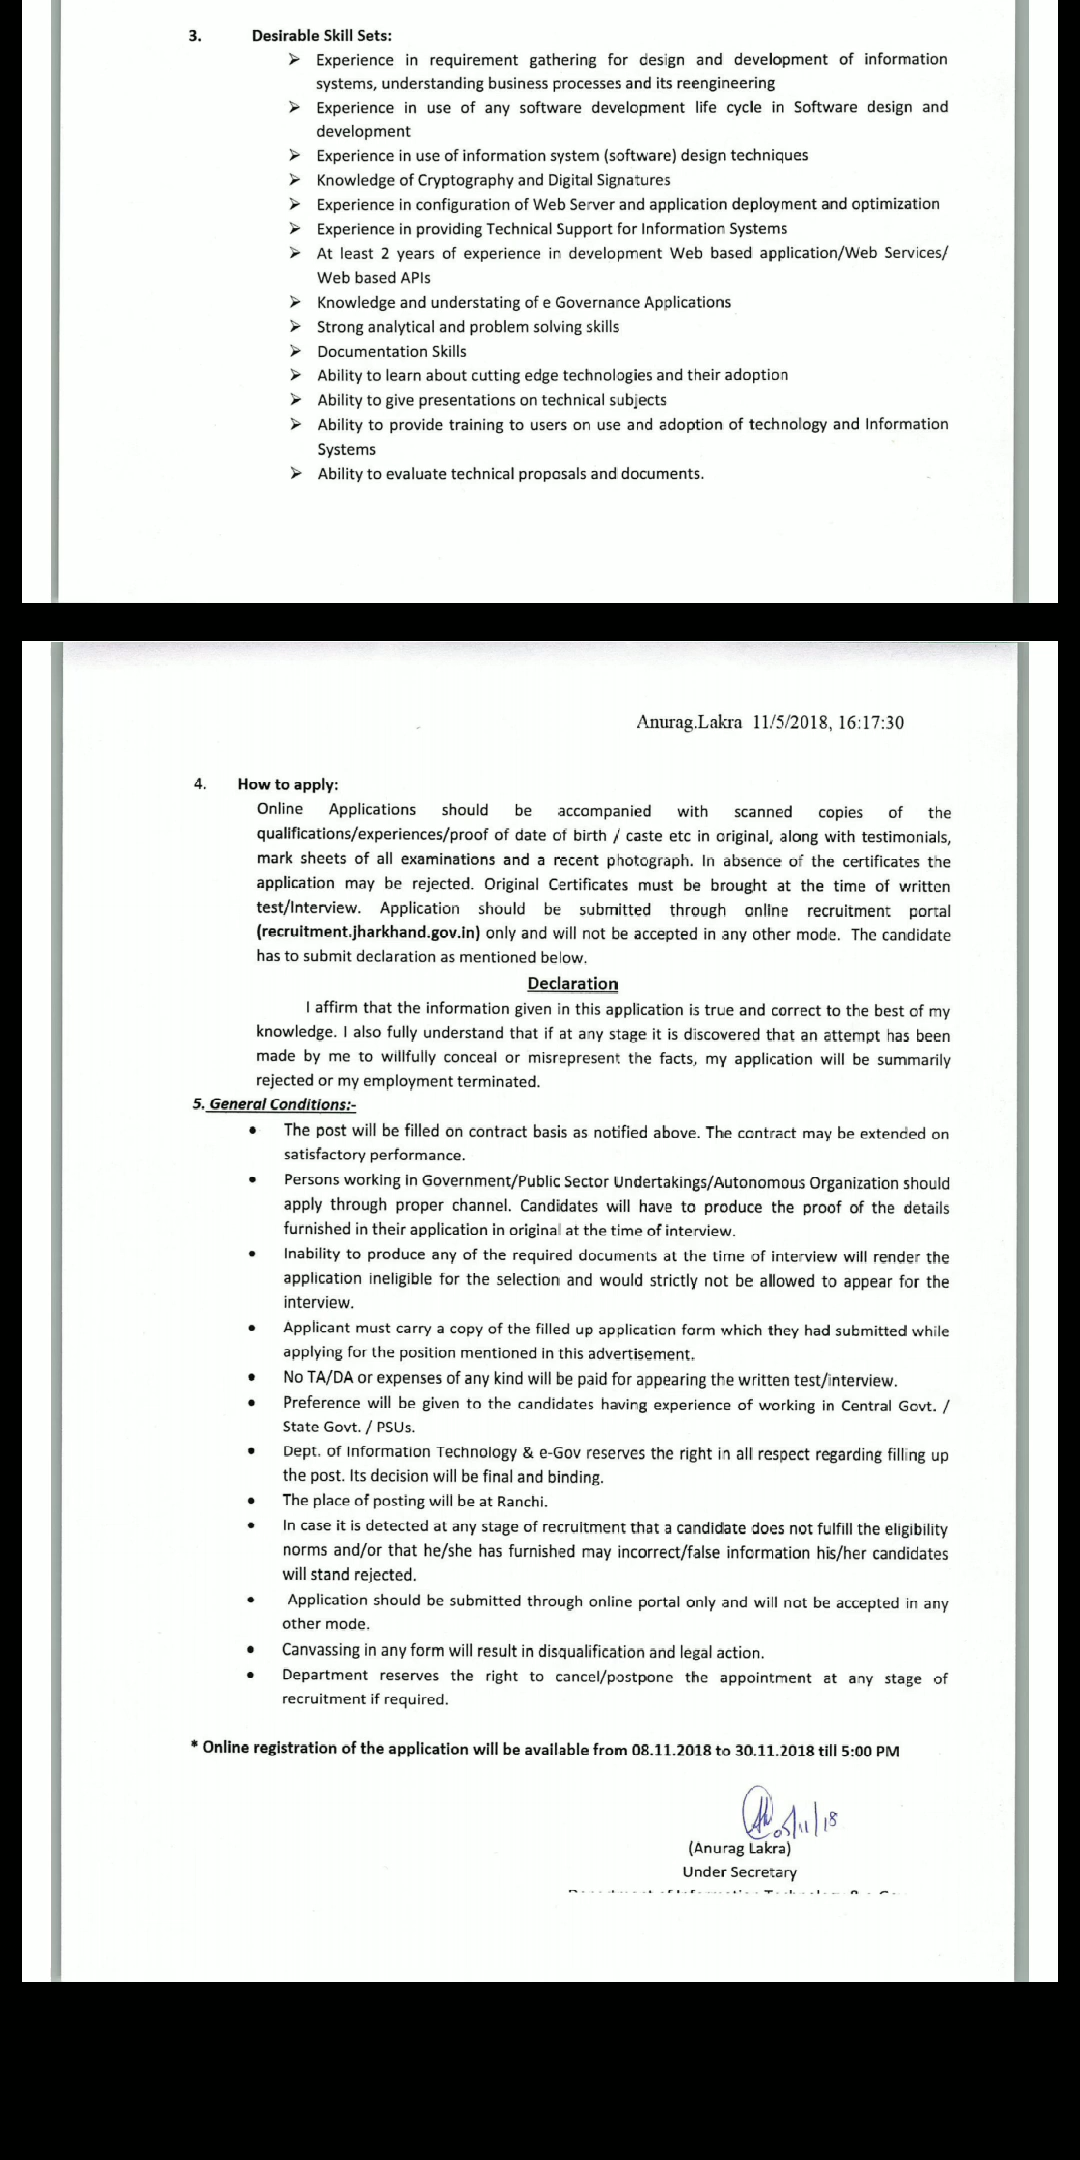 3. Desirable Skill Sets:
➢ Experience in requirement gathering for design and development of information
systems, understanding business processes and its reengineering
➢ Experience in use of any software development life cycle in Software design and
development
➢ Experience in use of information system (software) design techniques
➢ Knowledge of Cryptography and Digital Signatures
➢ Experience in configuration of Web Server and application deployment and optimization
➢ Experience in providing Technical Support for Information Systems
➢ At least 2 years of experience in development Web based application/Web Services/
Web based APIs
➢ Knowledge and understating of e Governance Applications
➢ Strong analytical and problem solving skills
➢ Documentation Skills
➢ Ability to learn about cutting edge technologies and their adoption
➢ Ability to give presentations on technical subjects
➢ Ability to provide training to users on use and adoption of technology and Information
Systems
➢ Ability to evaluate technical proposals and documents.
Anurag.Lakra 11/5/2018, 16:17:30
4. How to apply:
Online Applications should be accompanied with scanned copies of the
qualifications/experiences/proof of date of birth / caste etc in original, along with testimonials,
mark sheets of all examinations and a recent photograph. In absence of the certificates the
application may be rejected. Original Certificates must be brought at the time of written
test/Interview. Application should be submitted through online recruitment portal
(recruitment.jharkhand.gov.in) only and will not be accepted in any other mode. The candidate
has to submit declaration as mentioned below.
Declaration
I affirm that the information given in this application is true and correct to the best of my
knowledge. I also fully understand that if at any stage it is discovered that an attempt has been
made by me to willfully conceal or misrepresent the facts, my application will be summarily
rejected or my employment terminated.
5. General Conditions:-
• The post will be filled on contract basis as notified above. The contract may be extended on
satisfactory performance.
• Persons working in Government/Public Sector Undertakings/Autonomous Organization should
apply through proper channel. Candidates will have to produce the proof of the details
furnished in their application in original at the time of interview.
• Inability to produce any of the required documents at the time of interview will render the
application ineligible for the selection and would strictly not be allowed to appear for the
interview.
• Applicant must carry a copy of the filled up application form which they had submitted while
applying for the position mentioned in this advertisement.
• No TA/DA or expenses of any kind will be paid for appearing the written test/interview.
• Preference will be given to the candidates having experience of working in Central Govt. /
State Govt. / PSUs.
• Dept. of Information Technology & e-Gov reserves the right in all respect regarding filling up
the post. Its decision will be final and binding.
• The place of posting will be at Ranchi.
• In case it is detected at any stage of recruitment that a candidate does not fulfill the eligibility
norms and/or that he/she has furnished may incorrect/false information his/her candidates
will stand rejected.
• Application should be submitted through online portal only and will not be accepted in any
other mode.
• Canvassing in any form will result in disqualification and legal action.
• Department reserves the right to cancel/postpone the appointment at any stage of
recruitment if required.
* Online registration of the application will be available from 08.11.2018 to 30.11.2018 till 5:00 PM
05/11/18
(Anurag Lakra)
Under Secretary